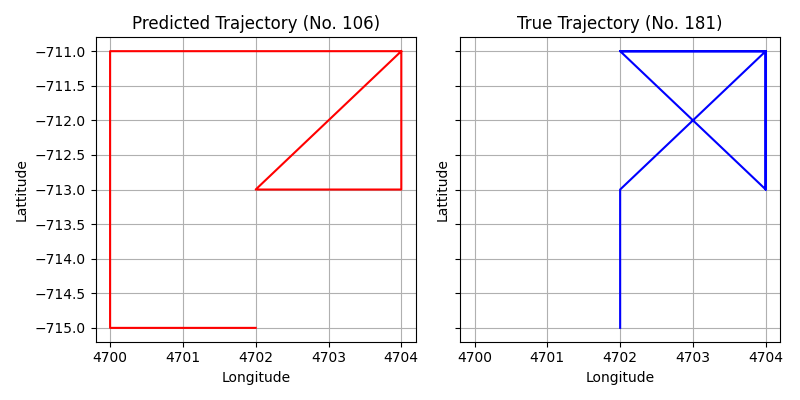 Predicted Trajectory (No. 106)
True Trajectory (No. 181)
−711.0
−711.5
−712.0
−712.5
−713.0
−713.5
−714.0
−714.5
−715.0
Lattitude
Lattitude
4700 4701 4702 4703 4704
4700 4701 4702 4703 4704
Longitude
Longitude